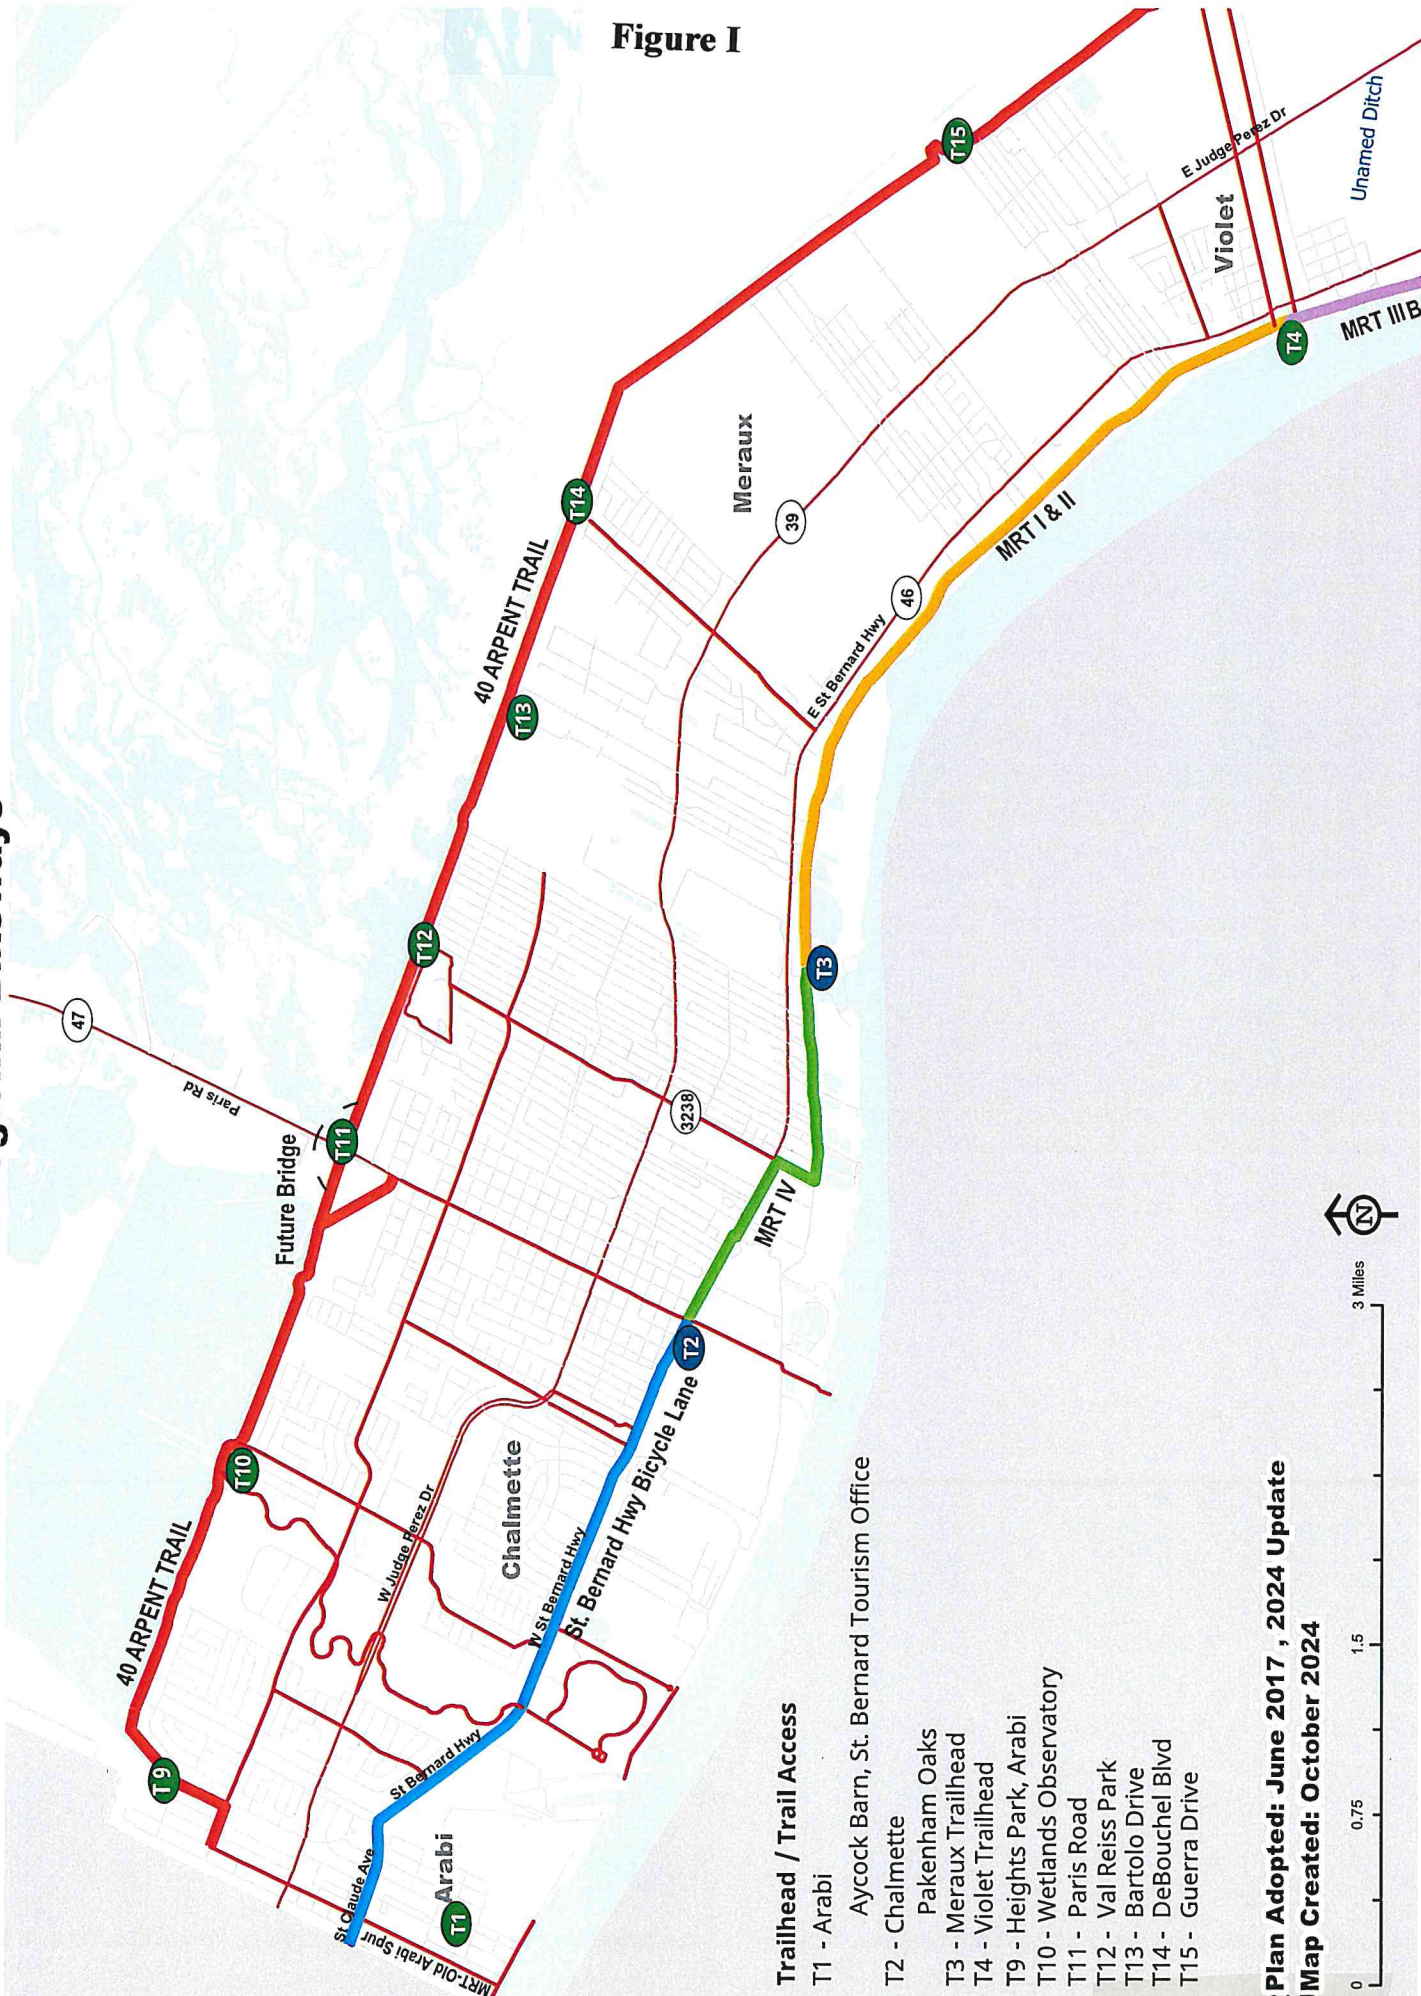 Figure I
47
Paris Rd
Future Bridge
40 ARPENT TRAIL
40 ARPENT TRAIL
T9
T10
T11
T12
T13
T14
T15
Meraux
39
46
3238
E Judge Perez Dr
Violet
Unamed Ditch
T4
MRT III B
MRT I & II
E St Bernard Hwy
T3
MRT IV
T2
St. Bernard Hwy Bicycle Lane
W St Bernard Hwy
W Judge Perez Dr
Chalmette
St Bernard Hwy
St Claude Ave
Arabi
T1
MRT-Old Arabi Spur
Trailhead / Trail Access
T1 - Arabi
Aycock Barn, St. Bernard Tourism Office
T2 - Chalmette
Pakenham Oaks
T3 - Meraux Trailhead
T4 - Violet Trailhead
T9 - Heights Park, Arabi
T10 - Wetlands Observatory
T11 - Paris Road
T12 - Val Reiss Park
T13 - Bartolo Drive
T14 - DeBouchel Blvd
T15 - Guerra Drive
Plan Adopted: June 2017 , 2024 Update
Map Created: October 2024
0 0.75 1.5 3 Miles
N